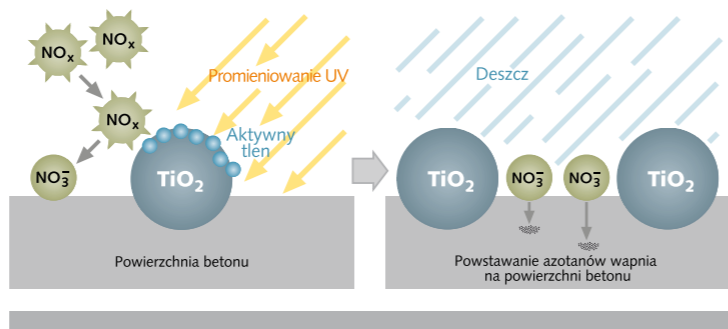 NOx
NOx
Promieniowanie UV
NOx
Aktywny
tlen
NO3−
TiO2
Powierzchnia betonu
Deszcz
TiO2
NO3−
NO3−
TiO2
Powstawanie azotanów wapnia
na powierzchni betonu